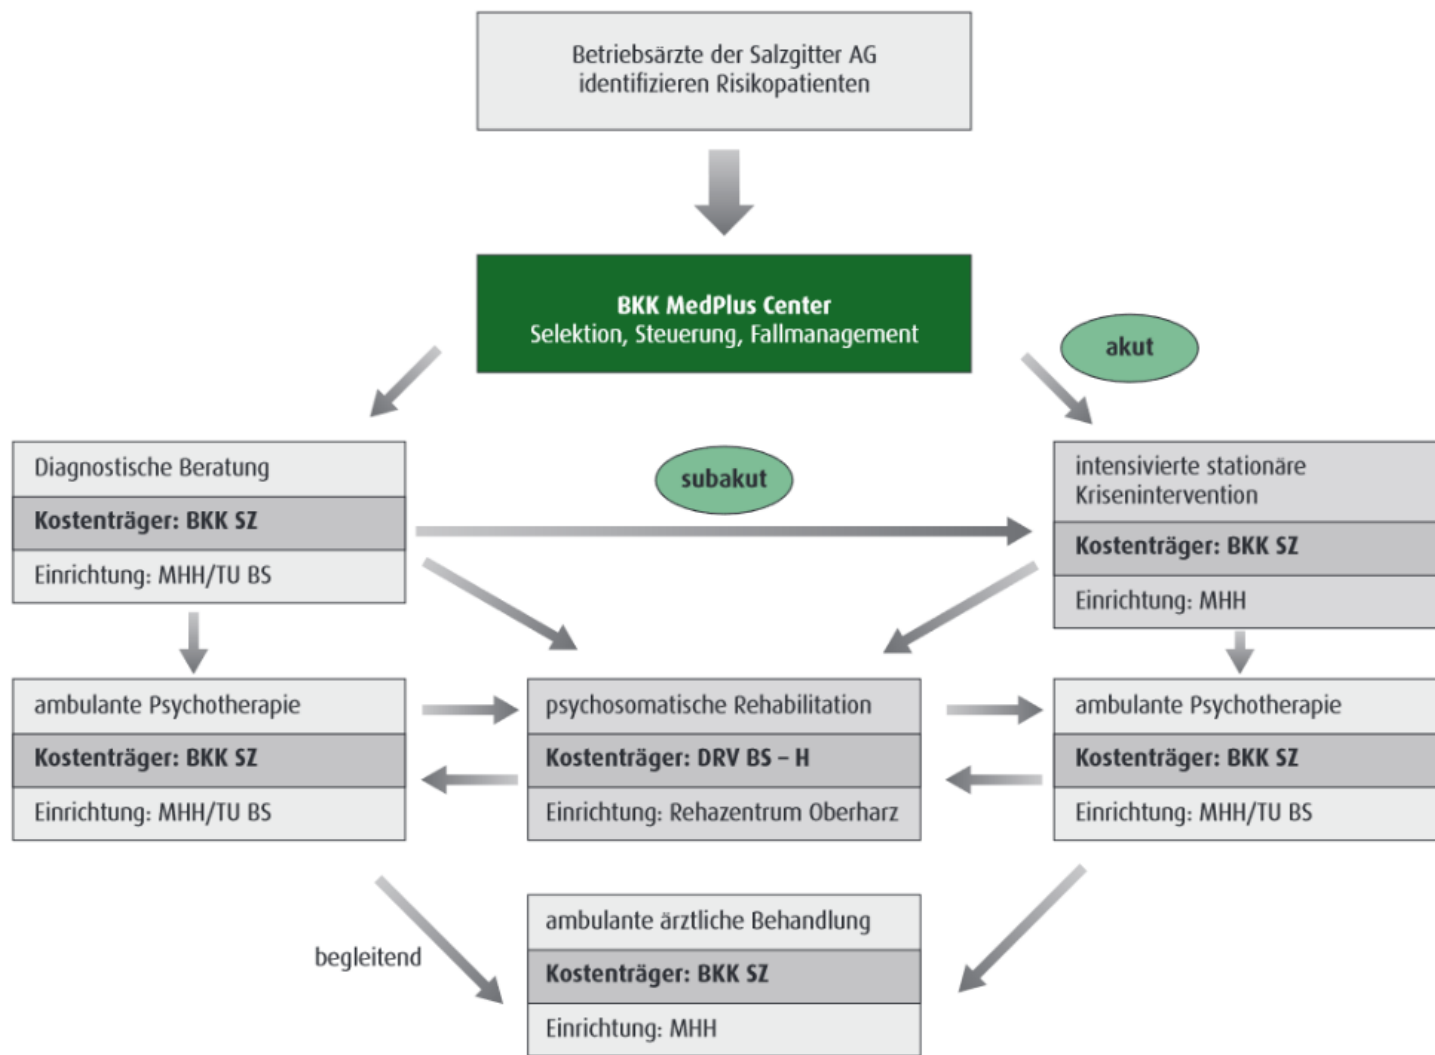 Betriebsärzte der Salzgitter AG
identifizieren Risikopatienten
BKK MedPlus Center
Selektion, Steuerung, Fallmanagement
akut
Diagnostische Beratung
Kostenträger: BKK SZ
Einrichtung: MHH/TU BS
subakut
intensivierte stationäre
Krisenintervention
Kostenträger: BKK SZ
Einrichtung: MHH
ambulante Psychotherapie
Kostenträger: BKK SZ
Einrichtung: MHH/TU BS
psychosomatische Rehabilitation
Kostenträger: DRV BS – H
Einrichtung: Rehazentrum Oberharz
ambulante Psychotherapie
Kostenträger: BKK SZ
Einrichtung: MHH/TU BS
begleitend
ambulante ärztliche Behandlung
Kostenträger: BKK SZ
Einrichtung: MHH